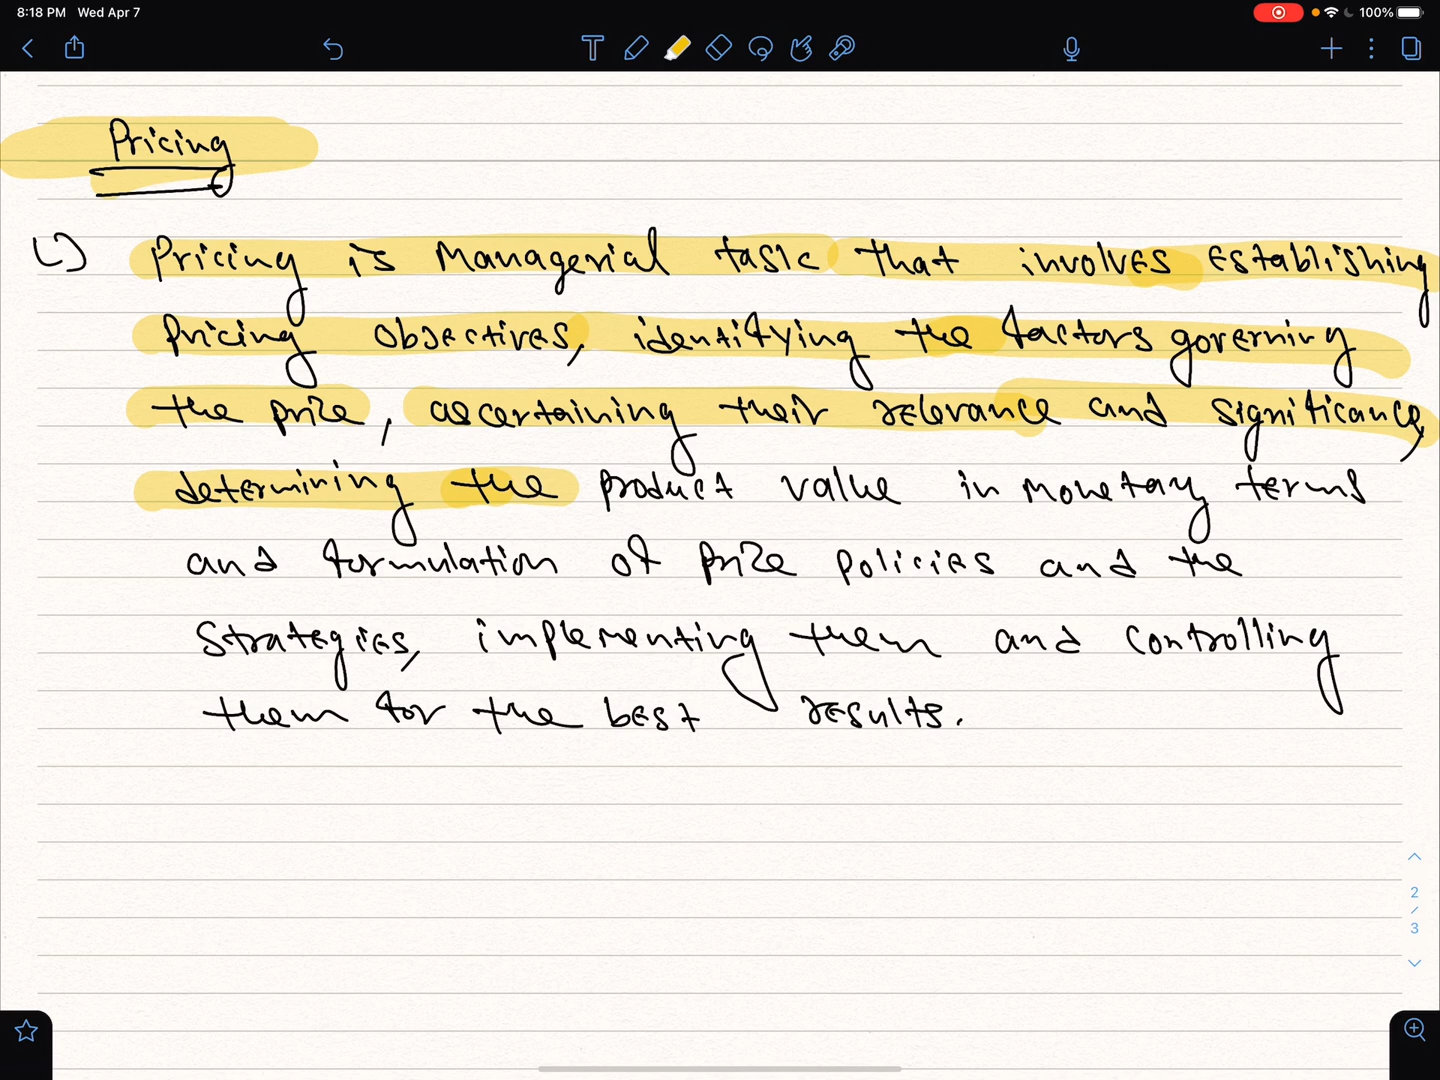 8:18 PM Wed Apr 7
100%
Pricing
Pricing is Managerial task that involves Establishing
Pricing objectives, identifying the factors governing
the price, ascertaining their relevance and significance,
determining the product value in monetary terms
and formulation of price policies and the
strategies, implementing them and controlling
them for the best results.
2
/
3